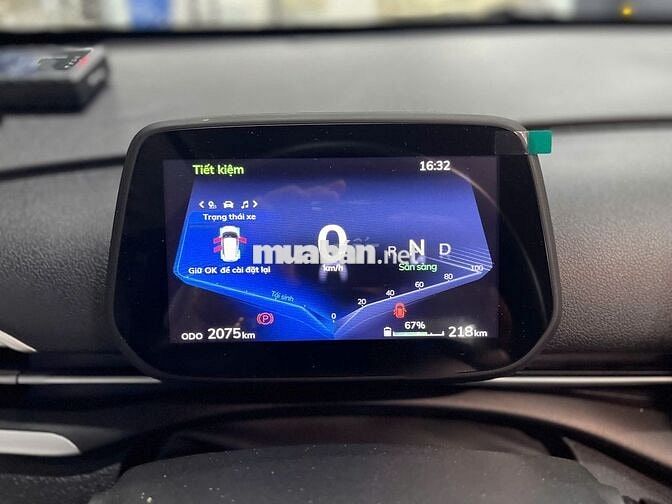 Tiết kiệm
16:32
Trạng thái xe
0
km/h
R N D
Giữ OK để cài đặt lại
Sẵn sàng
muaban.net
Tái sinh
0
20
40
60
80
100
P
67%
ODO 2075km
218km